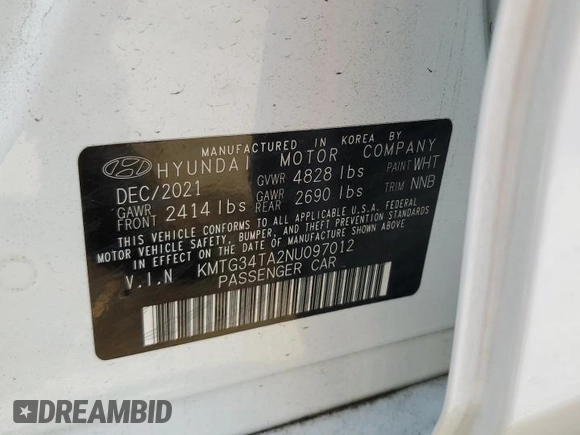 MANUFACTURED IN KOREA BY
HYUNDAI MOTOR COMPANY
DEC/2021 GVWR 4828 lbs PAINT WHT
GAWR FRONT 2414 lbs GAWR REAR 2690 lbs TRIM NNB
THIS VEHICLE CONFORMS TO ALL APPLICABLE U.S.A. FEDERAL
MOTOR VEHICLE SAFETY, BUMPER, AND THEFT PREVENTION STANDARDS
IN EFFECT ON THE DATE OF MANUFACTURE SHOWN ABOVE.
V.I.N KMTG34TA2NU097012
PASSENGER CAR
DREAMBID